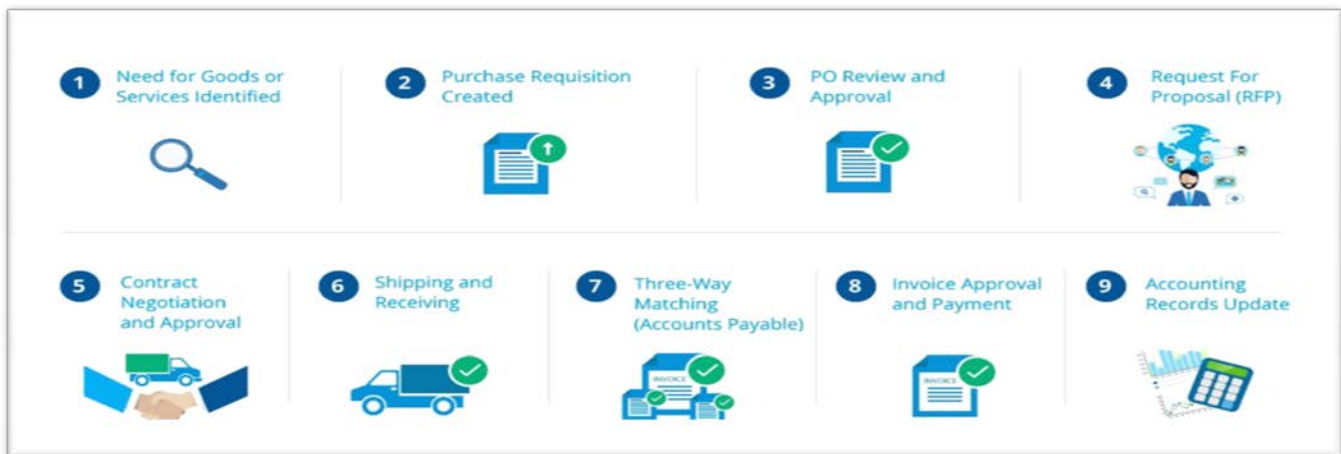 1
Need for Goods or
Services Identified
2
Purchase Requisition
Created
3
PO Review and
Approval
4
Request For
Proposal (RFP)
5
Contract
Negotiation
and Approval
6
Shipping and
Receiving
7
Three-Way
Matching
(Accounts Payable)
INVOICE
8
Invoice Approval
and Payment
INVOICE
9
Accounting
Records Update